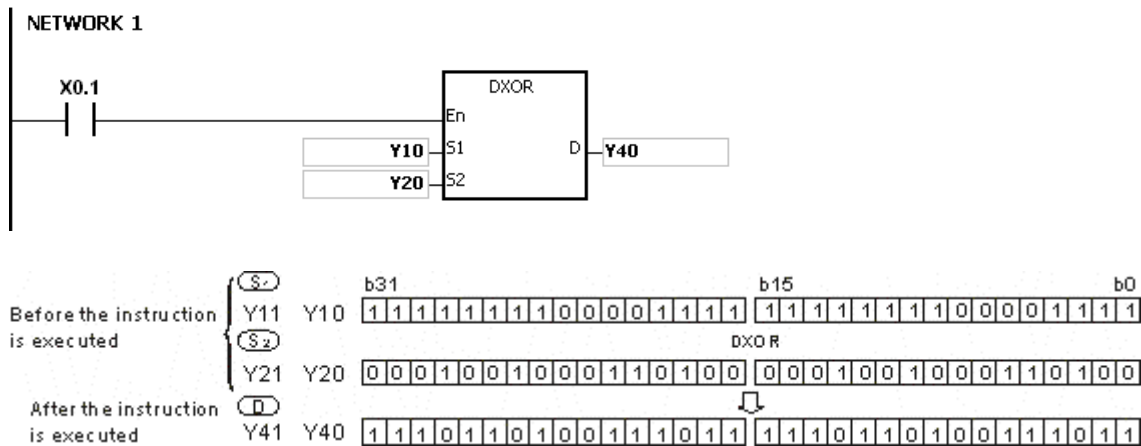 NETWORK 1
X0.1
DXOR
En
Y10 S1 D Y40
Y20 S2
S1 b31 b15 b0
Before the instruction Y11 Y10 1 1 1 1 1 1 1 1 0 0 0 0 1 1 1 1 1 1 1 1 1 1 1 1 0 0 0 0 1 1 1 1
is executed S2 DXOR
Y21 Y20 0 0 0 1 0 0 1 0 0 0 1 1 0 1 0 0 0 0 0 1 0 0 1 0 0 0 1 1 0 1 0 0
After the instruction D
is executed Y41 Y40 1 1 1 0 1 1 0 1 0 0 1 1 1 0 1 1 1 1 1 0 1 1 0 1 0 0 1 1 1 0 1 1